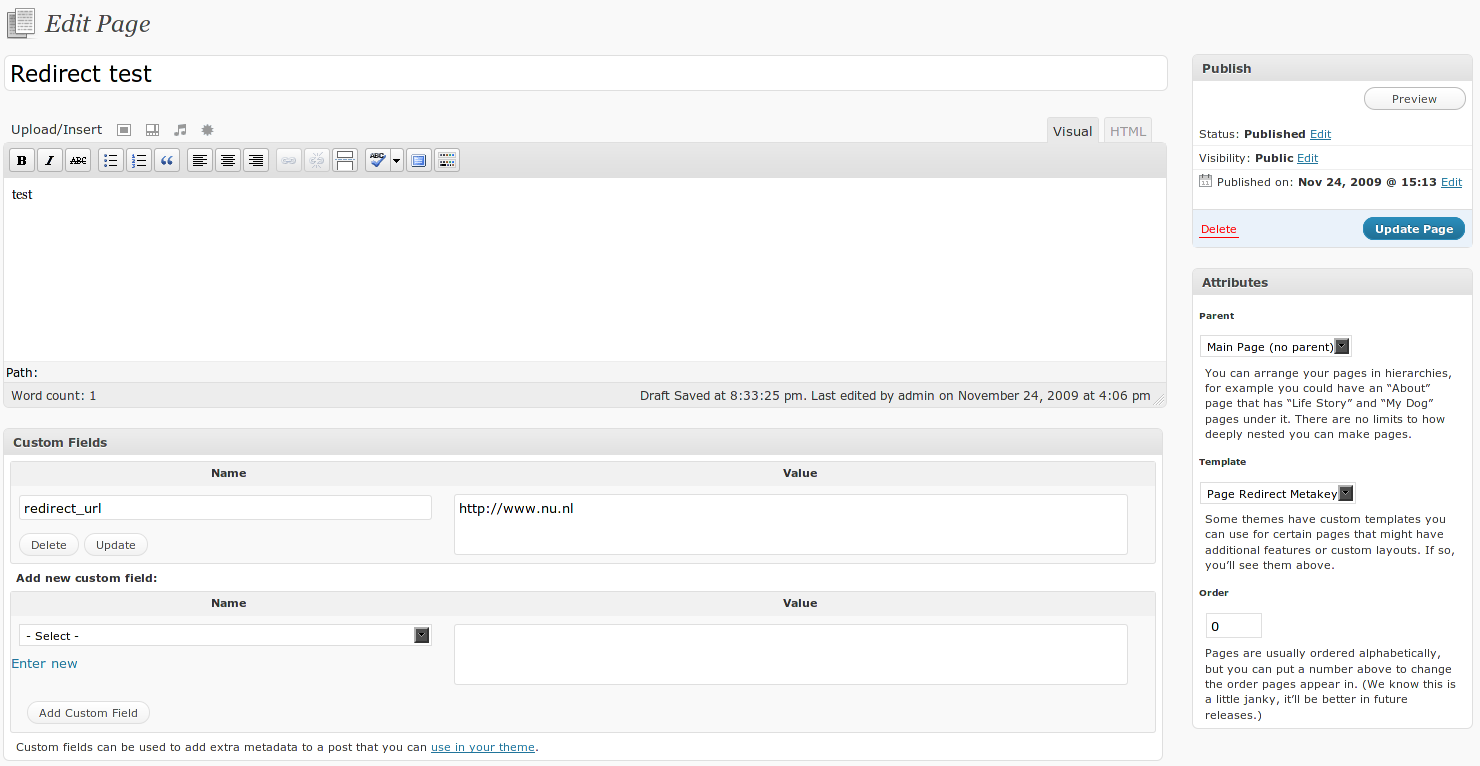 Edit Page
Redirect test
Upload/Insert
Visual
HTML
B I ABC ABC
test
Path:
Word count: 1
Draft Saved at 8:33:25 pm. Last edited by admin on November 24, 2009 at 4:06 pm
Custom Fields
Name Value
redirect_url http://www.nu.nl
Delete Update
Add new custom field:
Name Value
- Select -
Enter new
Add Custom Field
Custom fields can be used to add extra metadata to a post that you can use in your theme.
Publish
Preview
Status: Published Edit
Visibility: Public Edit
Published on: Nov 24, 2009 @ 15:13 Edit
Delete Update Page
Attributes
Parent
Main Page (no parent)
You can arrange your pages in hierarchies,
for example you could have an “About”
page that has “Life Story” and “My Dog”
pages under it. There are no limits to how
deeply nested you can make pages.
Template
Page Redirect Metakey
Some themes have custom templates you
can use for certain pages that might have
additional features or custom layouts. If so,
you’ll see them above.
Order
0
Pages are usually ordered alphabetically,
but you can put a number above to change
the order pages appear in. (We know this is
a little janky, it’ll be better in future
releases.)